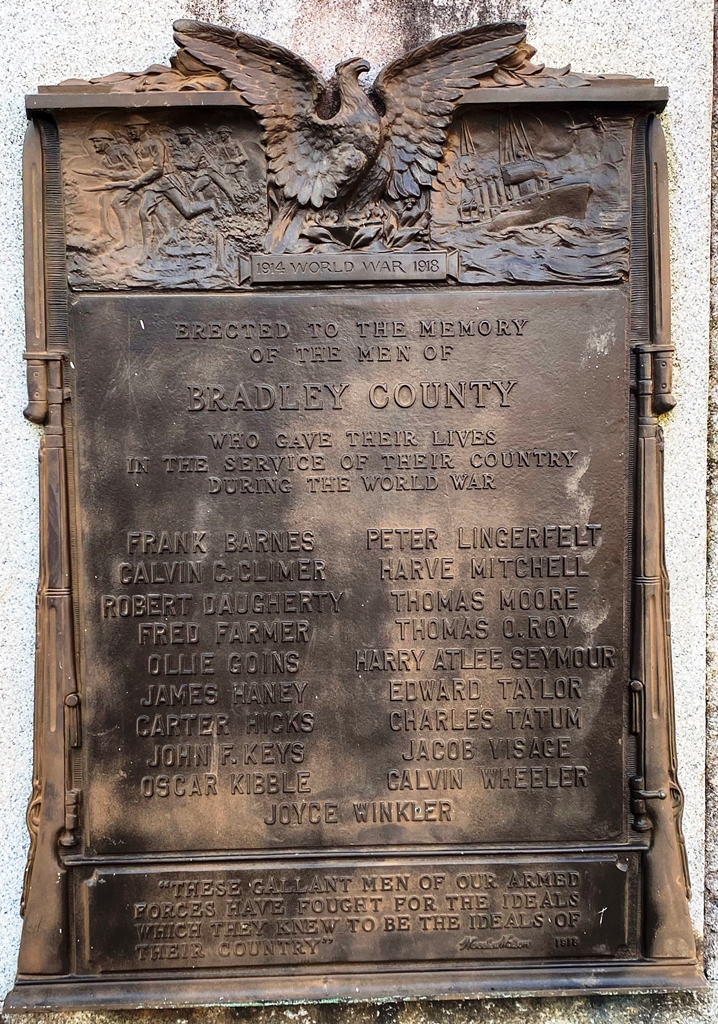 1914 WORLD WAR 1918
ERECTED TO THE MEMORY
OF THE MEN OF
BRADLEY COUNTY
WHO GAVE THEIR LIVES
IN THE SERVICE OF THEIR COUNTRY
DURING THE WORLD WAR
FRANK BARNES PETER LINGERFELT
CALVIN C. CLIMER HARVE MITCHELL
ROBERT DAUGHERTY THOMAS MOORE
FRED FARMER THOMAS O. ROY
OLLIE GOINS HARRY ATLEE SEYMOUR
JAMES HANEY EDWARD TAYLOR
CARTER HICKS CHARLES TATUM
JOHN F. KEYS JACOB VISAGE
OSCAR KIBBLE CALVIN WHEELER
JOYCE WINKLER
"THESE GALLANT MEN OF OUR ARMED
FORCES HAVE FOUGHT FOR THE IDEALS
WHICH THEY KNEW TO BE THE IDEALS OF
THEIR COUNTRY" Woodrow Wilson 1918